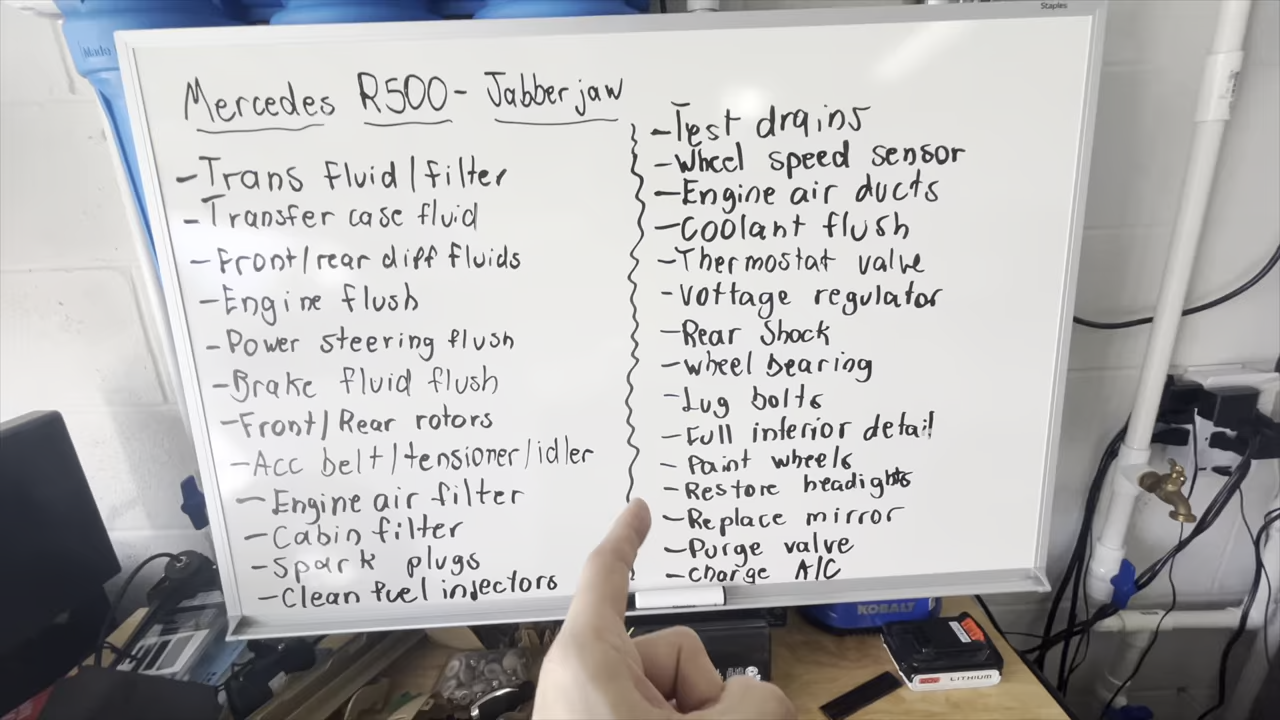 Staples
Mercedes R500 - Jabberjaw
- Trans fluid/filter
- Transfer case fluid
- Front/rear diff fluids
- Engine flush
- Power steering flush
- Brake fluid flush
- Front/Rear rotors
- Acc belt/tensioner/idler
- Engine air filter
- Cabin filter
- Spark plugs
- Clean fuel injectors
- Test drains
- Wheel speed sensor
- Engine air ducts
- Coolant flush
- Thermostat valve
- Vottage regulator
- Rear Shock
- wheel bearing
- Lug bolts
- Full interior detail
- Paint wheels
- Restore headights
- Replace mirror
- Purge valve
- Charge A/C
KOBALT
LITHIUM